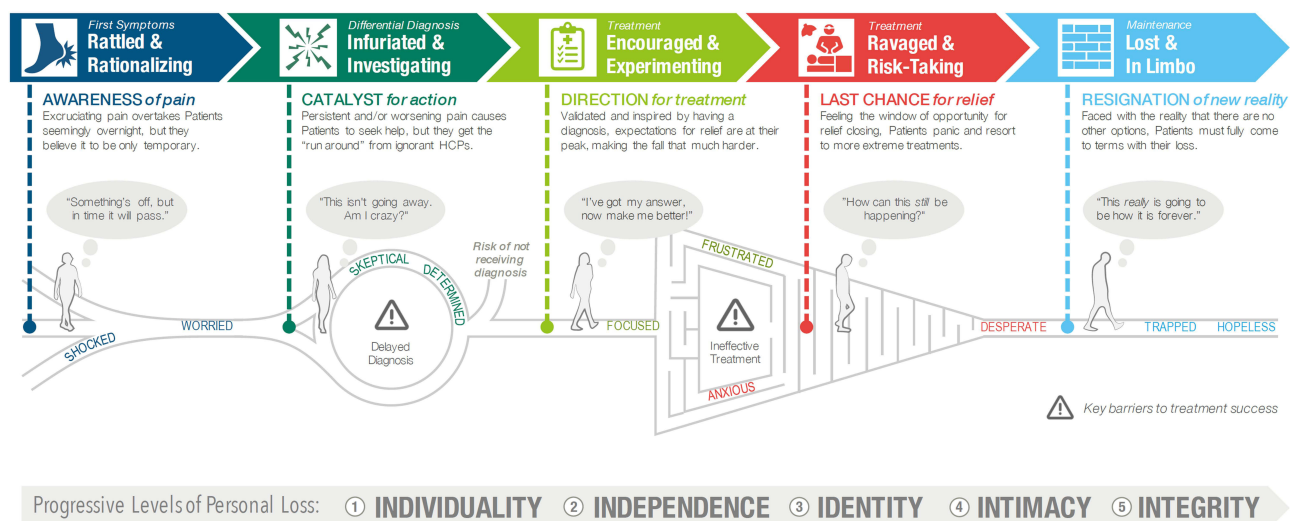 First Symptoms
Rattled &
Rationalizing
Differential Diagnosis
Infuriated &
Investigating
Treatment
Encouraged &
Experimenting
Treatment
Ravaged &
Risk-Taking
Maintenance
Lost &
In Limbo
AWARENESS of pain
Excruciating pain overtakes Patients
seemingly overnight, but they
believe it to be only temporary.
CATALYST for action
Persistent and/or worsening pain causes
Patients to seek help, but they get the
“run around” from ignorant HCPs.
DIRECTION for treatment
Validated and inspired by having a
diagnosis, expectations for relief are at their
peak, making the fall that much harder.
LAST CHANCE for relief
Feeling the window of opportunity for
relief closing, Patients panic and resort
to more extreme treatments.
RESIGNATION of new reality
Faced with the reality that there are no
other options, Patients must fully come
to terms with their loss.
“Something's off, but
in time it will pass.”
“This isn't going away.
Am I crazy?"
“I’ve got my answer,
now make me better!”
"How can this still be
happening?"
“This really is going to
be how it is forever.”
SHOCKED
WORRIED
SKEPTICAL
DETERMINED
Delayed
Diagnosis
Risk of not
receiving
diagnosis
FOCUSED
FRUSTRATED
Ineffective
Treatment
ANXIOUS
DESPERATE
TRAPPED
HOPELESS
Key barriers to treatment success
Progressive Levels of Personal Loss: 1 INDIVIDUALITY 2 INDEPENDENCE 3 IDENTITY 4 INTIMACY 5 INTEGRITY